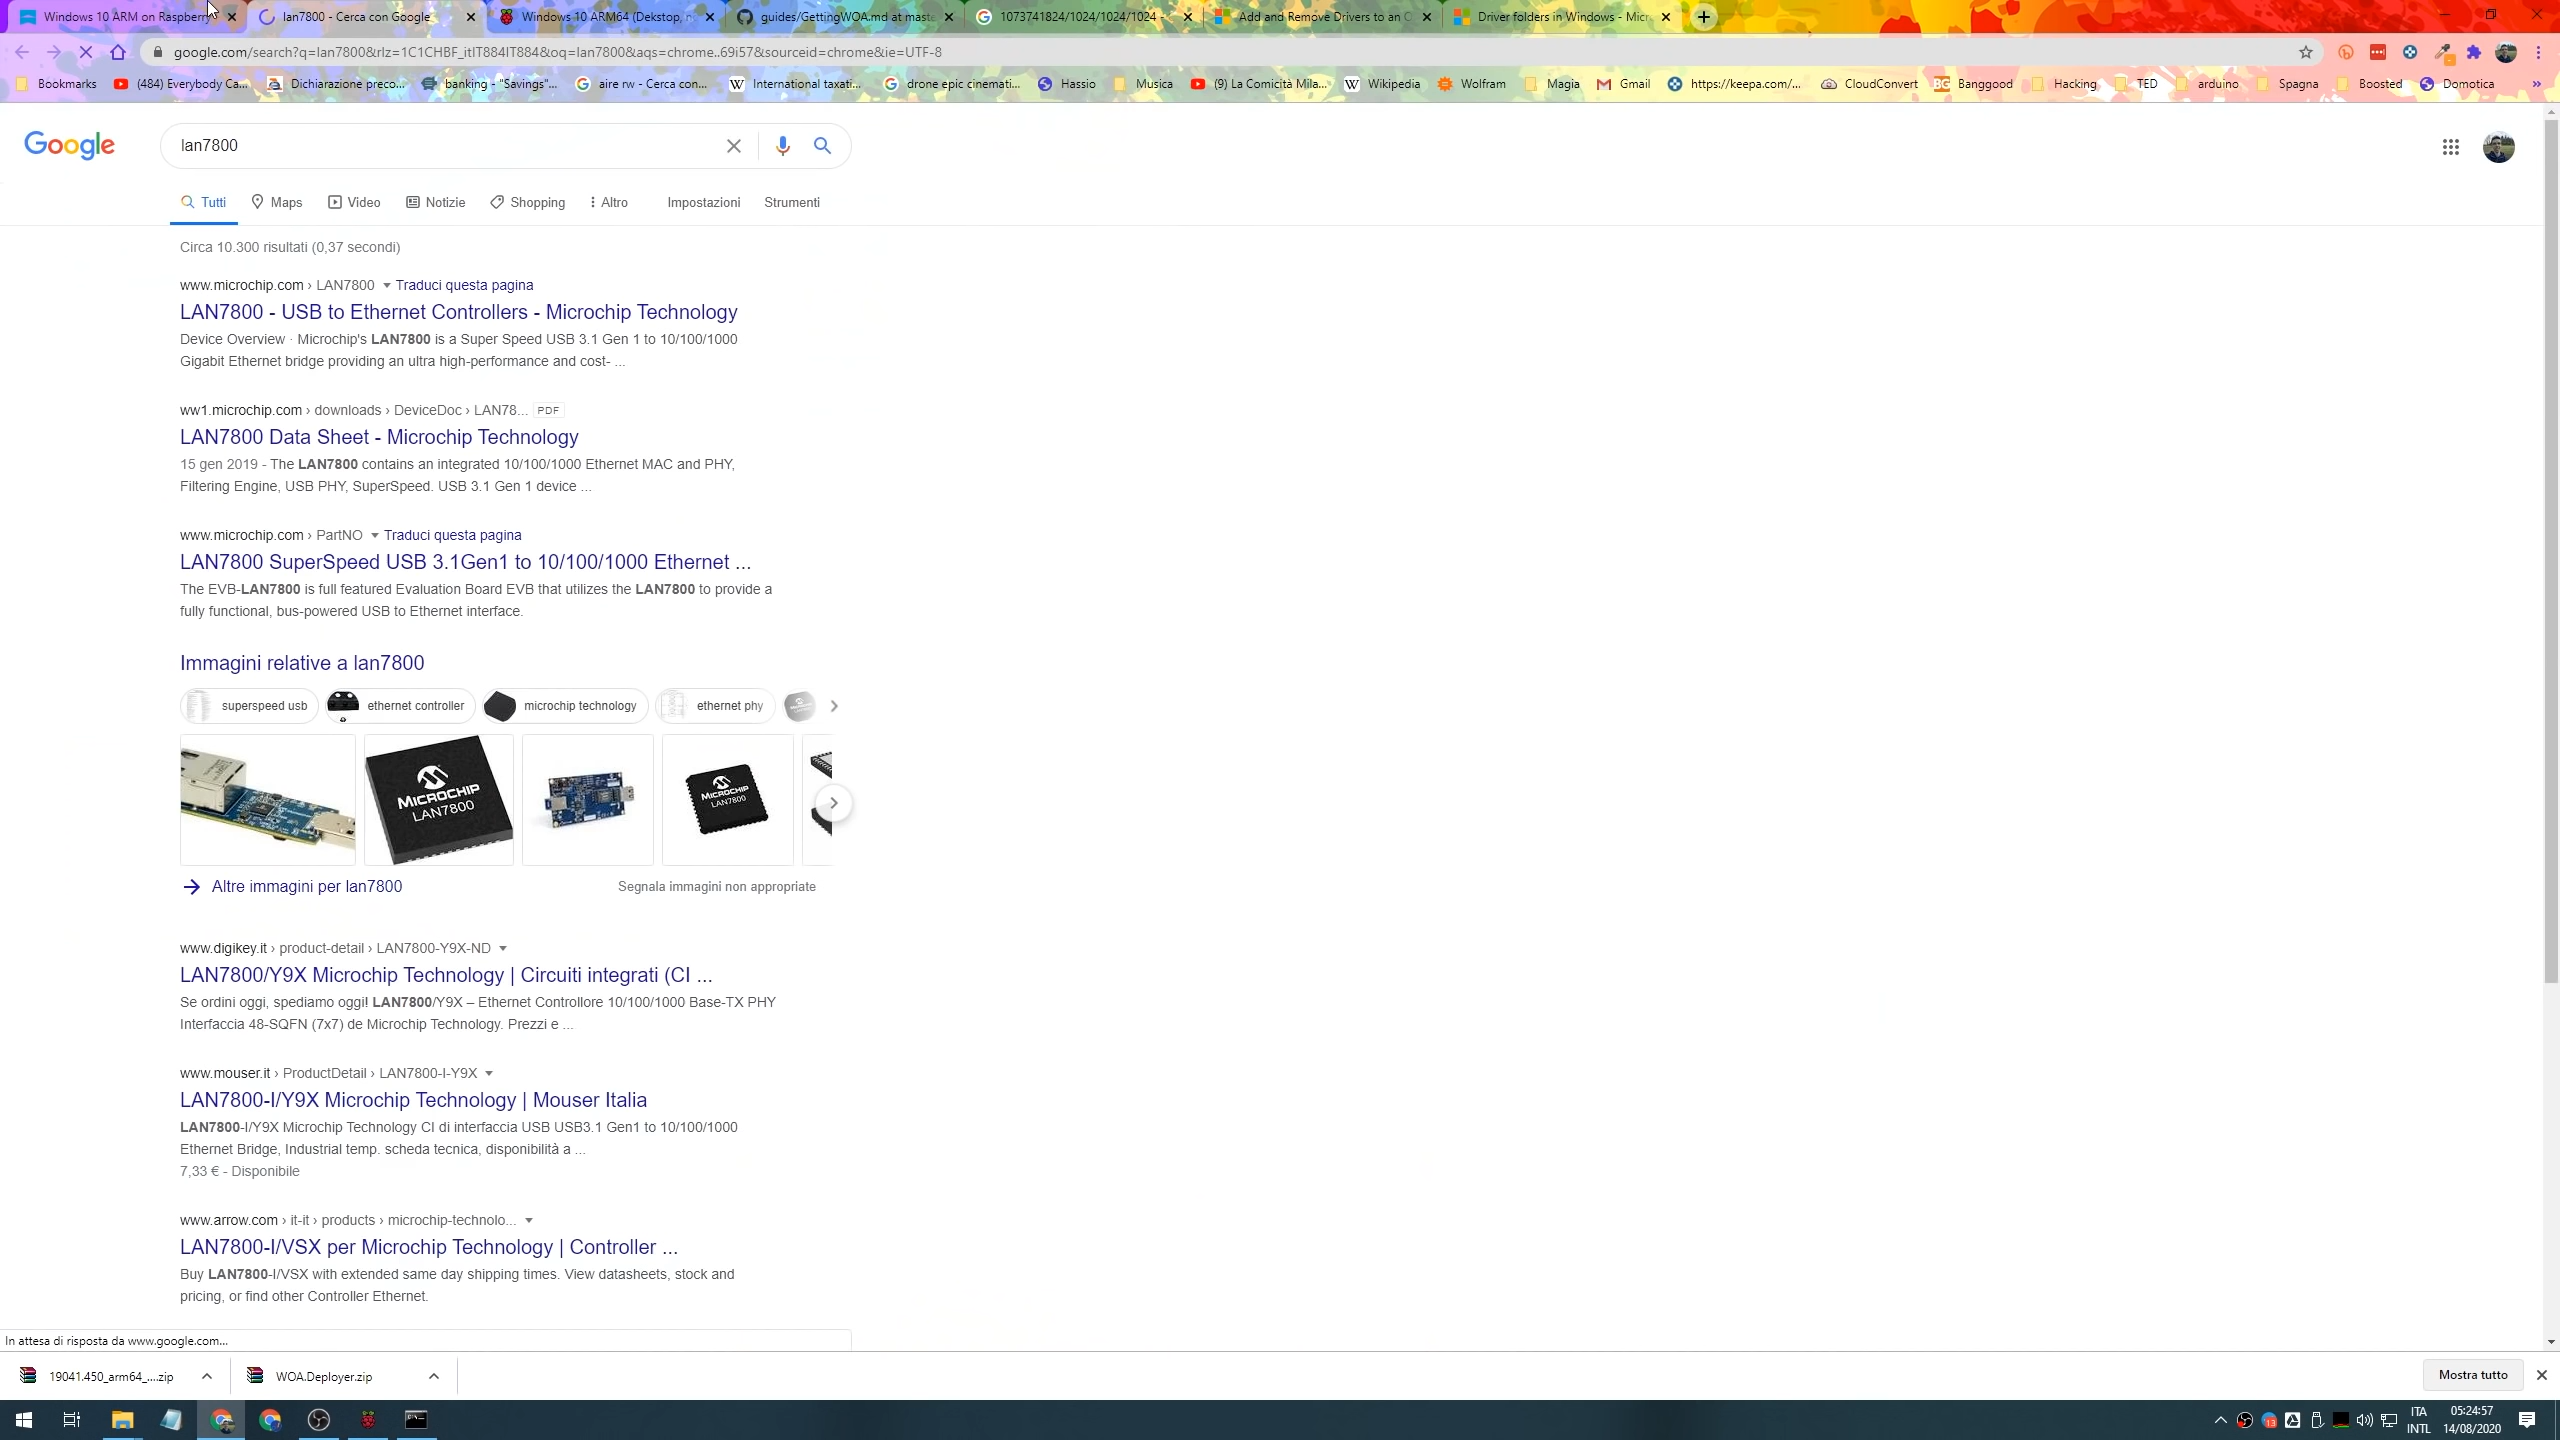 Windows 10 ARM on Raspberry
lan7800 - Cerca con Google
Windows 10 ARM64 (Dekstop, n
guides/GettingWOA.md at maste
1073741824/1024/1024/1024 -
Add and Remove Drivers to an O
Driver folders in Windows - Micr
google.com/search?q=lan7800&rlz=1C1CHBF_itIT884IT884&oq=lan7800&aqs=chrome..69i57&sourceid=chrome&ie=UTF-8
Bookmarks
(484) Everybody Ca...
Dichiarazione preco...
banking - "Savings"...
aire rw - Cerca con...
International taxati...
drone epic cinemati...
Hassio
Musica
(9) La Comicità Mila...
Wikipedia
Wolfram
Magia
Gmail
https://keepa.com/...
CloudConvert
BG Banggood
Hacking
TED
arduino
Spagna
Boosted
Domotica
»
Google
lan7800
Tutti
Maps
Video
Notizie
Shopping
Altro
Impostazioni
Strumenti
Circa 10.300 risultati (0,37 secondi)
www.microchip.com › LAN7800 Traduci questa pagina
LAN7800 - USB to Ethernet Controllers - Microchip Technology
Device Overview · Microchip's LAN7800 is a Super Speed USB 3.1 Gen 1 to 10/100/1000
Gigabit Ethernet bridge providing an ultra high-performance and cost- ...
ww1.microchip.com › downloads › DeviceDoc › LAN78... PDF
LAN7800 Data Sheet - Microchip Technology
15 gen 2019 - The LAN7800 contains an integrated 10/100/1000 Ethernet MAC and PHY,
Filtering Engine, USB PHY, SuperSpeed. USB 3.1 Gen 1 device ...
www.microchip.com › PartNO Traduci questa pagina
LAN7800 SuperSpeed USB 3.1Gen1 to 10/100/1000 Ethernet ...
The EVB-LAN7800 is full featured Evaluation Board EVB that utilizes the LAN7800 to provide a
fully functional, bus-powered USB to Ethernet interface.
Immagini relative a lan7800
superspeed usb
ethernet controller
microchip technology
ethernet phy
MICROCHIP
LAN7800
MICROCHIP
LAN7800
Altre immagini per lan7800
Segnala immagini non appropriate
www.digikey.it › product-detail › LAN7800-Y9X-ND
LAN7800/Y9X Microchip Technology | Circuiti integrati (CI ...
Se ordini oggi, spediamo oggi! LAN7800/Y9X – Ethernet Controllore 10/100/1000 Base-TX PHY
Interfaccia 48-SQFN (7x7) de Microchip Technology. Prezzi e ...
www.mouser.it › ProductDetail › LAN7800-I-Y9X
LAN7800-I/Y9X Microchip Technology | Mouser Italia
LAN7800-I/Y9X Microchip Technology CI di interfaccia USB USB3.1 Gen1 to 10/100/1000
Ethernet Bridge, Industrial temp. scheda tecnica, disponibilità a ...
7,33 € - Disponibile
www.arrow.com › it-it › products › microchip-technolo...
LAN7800-I/VSX per Microchip Technology | Controller ...
Buy LAN7800-I/VSX with extended same day shipping times. View datasheets, stock and
pricing, or find other Controller Ethernet.
In attesa di risposta da www.google.com...
19041.450_arm64_....zip
WOA.Deployer.zip
Mostra tutto
13
ITA
INTL
05:24:57
14/08/2020